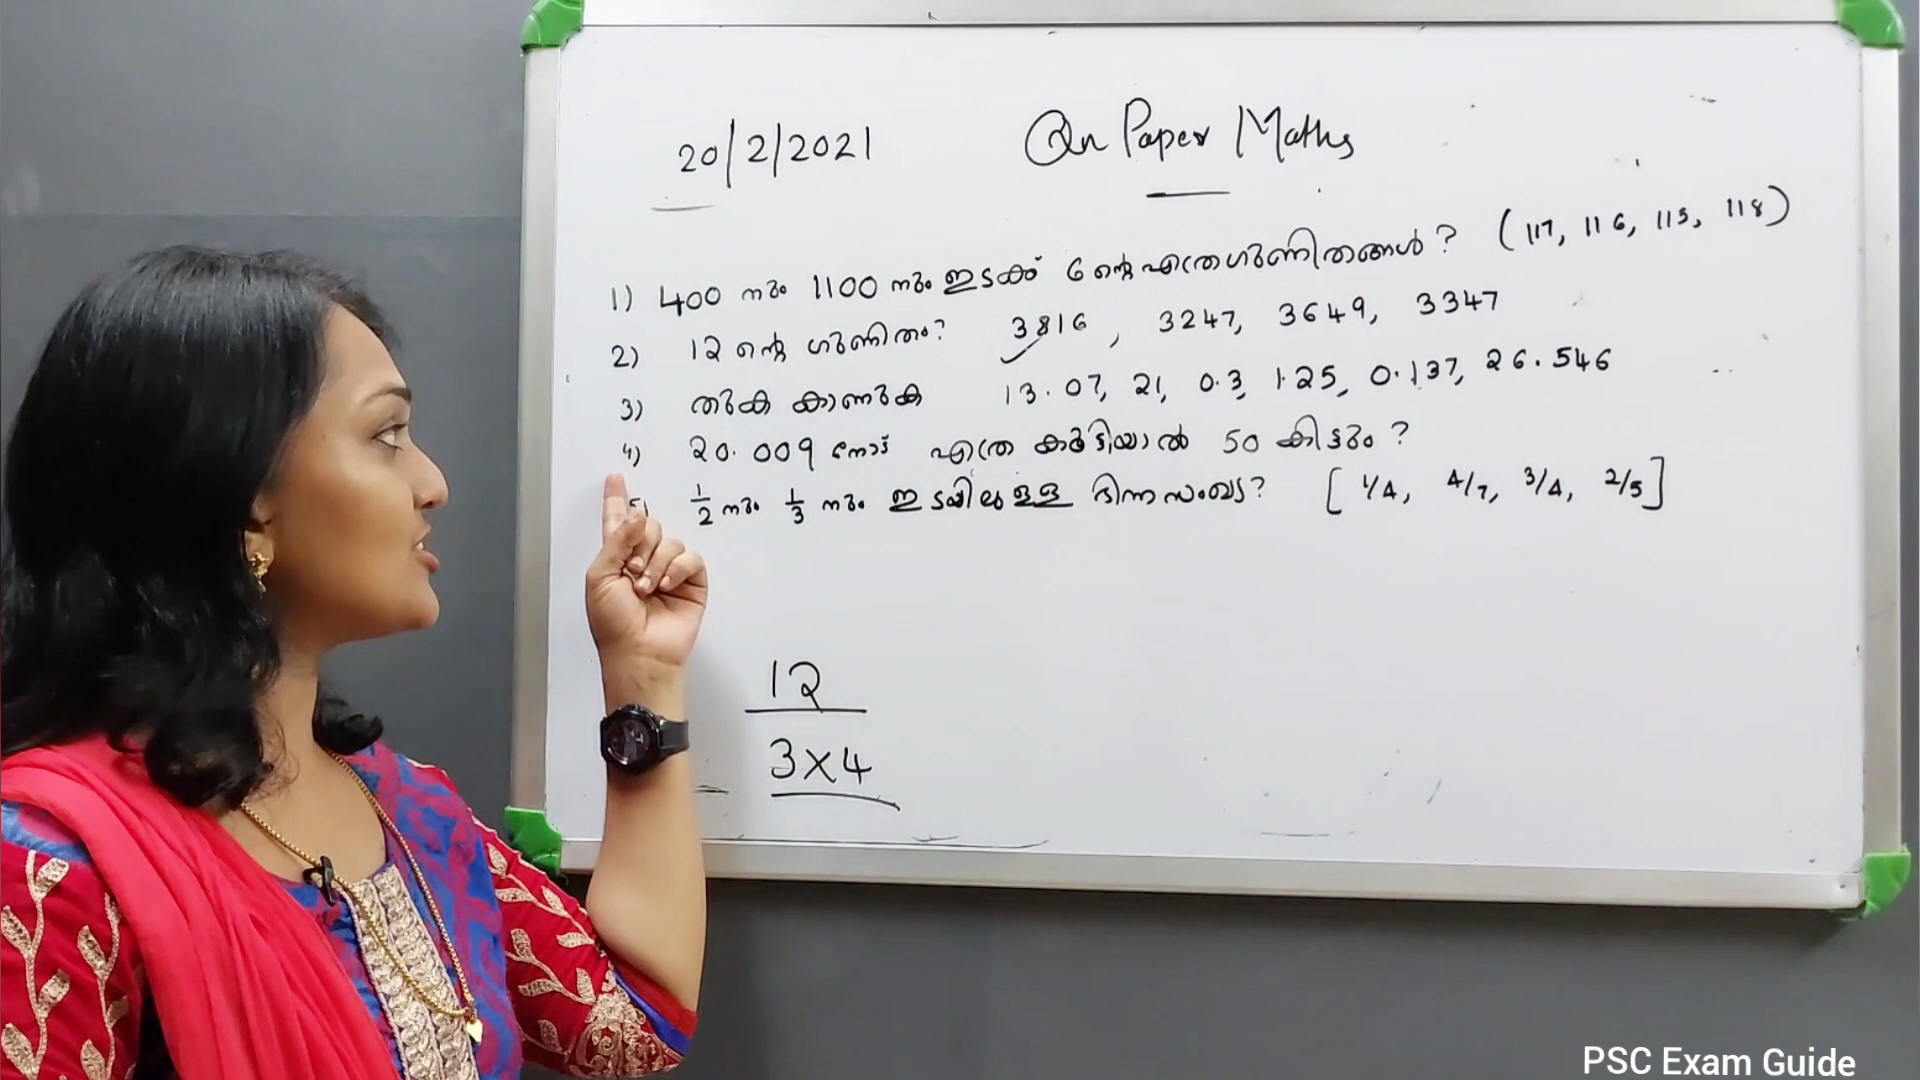 20/2/2021 Qn Paper Maths
1) 400 നും 1100 നും ഇടക്ക് 6 ന്റെ എത്ര ഗുണിതങ്ങൾ ? (117, 116, 115, 118)
2) 12 ന്റെ ഗുണിതം? 3816, 3247, 3649, 3347
3) തുക കാണുക 13.07, 21, 0.3, 1.25, 0.137, 26.546
4) 20.009 നോട് എത്ര കൂട്ടിയാൽ 50 കിട്ടും ?
5) 1/2 നും 1/3 നും ഇടയിലുള്ള ഭിന്നസംഖ്യ? [1/4, 4/7, 3/4, 2/5]
12
3x4
PSC Exam Guide